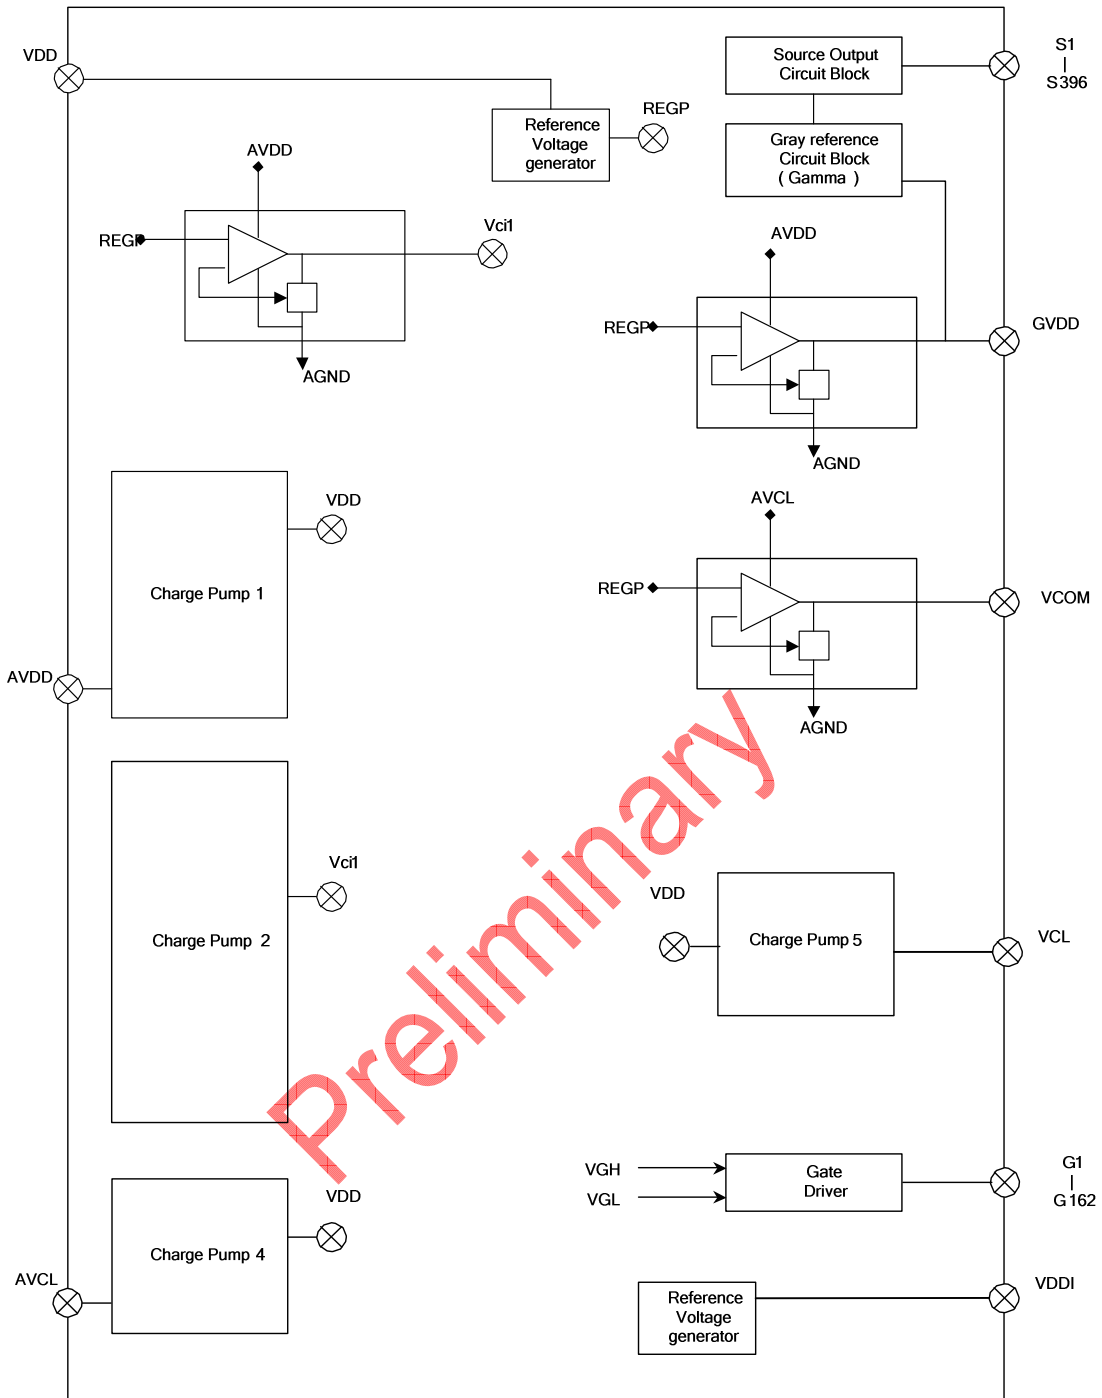 VDD
S1
S396
Source Output
Circuit Block
REGP
Reference
Voltage
generator
Gray reference
Circuit Block
( Gamma )
AVDD
REGP
Vci1
AGND
AVDD
REGP
GVDD
AGND
VDD
Charge Pump 1
AVDD
AVCL
REGP
VCOM
AGND
Preliminary
Vci1
Charge Pump 2
VDD
Charge Pump 5
VCL
VGH
VGL
Gate
Driver
G1
G162
VDD
Charge Pump 4
AVCL
Reference
Voltage
generator
VDDI